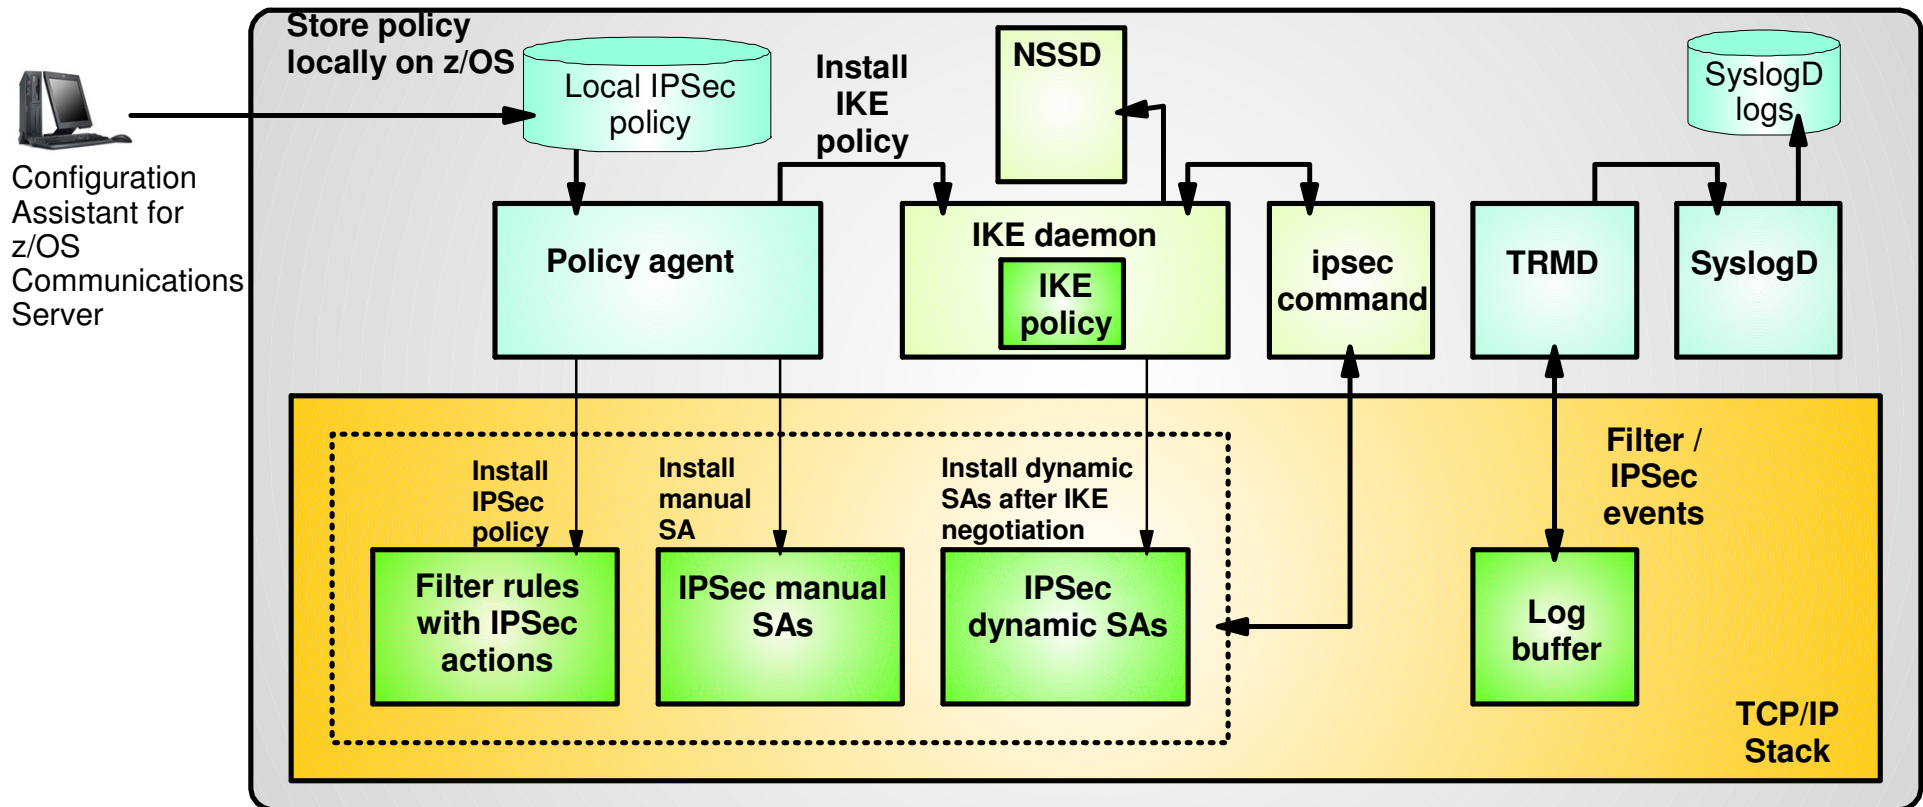 Store policy
locally on z/OS
Configuration
Assistant for
z/OS
Communications
Server
Local IPSec
policy
Install
IKE
policy
NSSD
SyslogD
logs
Policy agent
IKE daemon
IKE
policy
ipsec
command
TRMD
SyslogD
Install
IPSec
policy
Install
manual
SA
Install dynamic
SAs after IKE
negotiation
Filter /
IPSec
events
Filter rules
with IPSec
actions
IPSec manual
SAs
IPSec
dynamic SAs
Log
buffer
TCP/IP
Stack